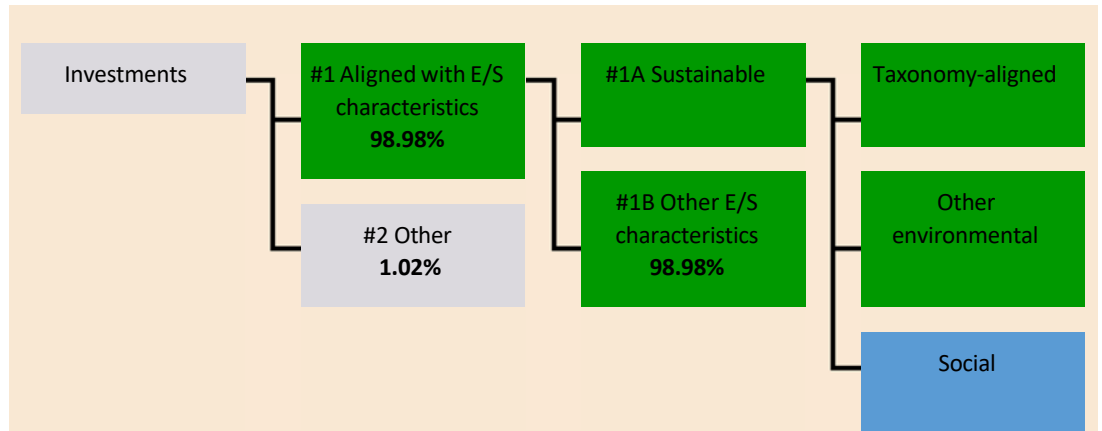 Investments
#1 Aligned with E/S
characteristics
98.98%
#2 Other
1.02%
#1A Sustainable
#1B Other E/S
characteristics
98.98%
Taxonomy-aligned
Other
environmental
Social